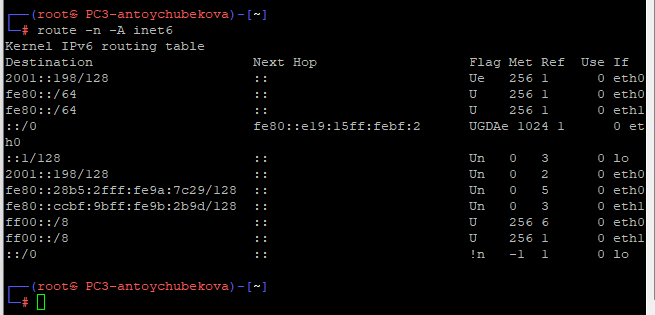 ┌──(root㉿ PC3-antoychubekova)-[~]
└─# route -n -A inet6
Kernel IPv6 routing table
Destination                    Next Hop                   Flag Met Ref  Use If
2001::198/128                  ::                         Ue   256 1      0 eth0
fe80::/64                      ::                         U    256 1      0 eth0
fe80::/64                      ::                         U    256 1      0 eth1
::/0                           fe80::e19:15ff:febf:2      UGDAe 1024 1      0 et
h0
::1/128                        ::                         Un   0   3      0 lo
2001::198/128                  ::                         Un   0   2      0 eth0
fe80::28b5:2fff:fe9a:7c29/128  ::                         Un   0   5      0 eth0
fe80::ccbf:9bff:fe9b:2b9d/128  ::                         Un   0   3      0 eth1
ff00::/8                       ::                         U    256 6      0 eth0
ff00::/8                       ::                         U    256 1      0 eth1
::/0                           ::                         !n   -1  1      0 lo
┌──(root㉿ PC3-antoychubekova)-[~]
└─#